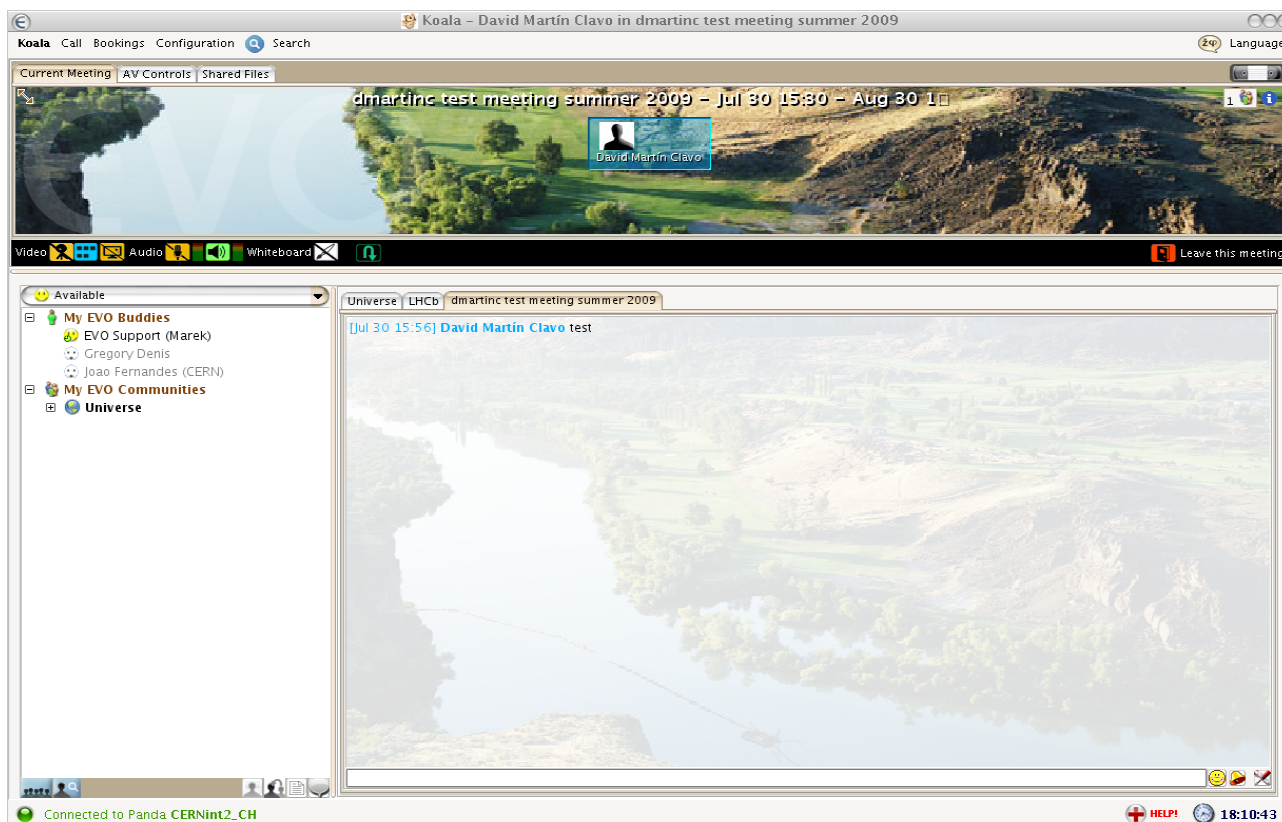 Koala – David Martín Clavo in dmartinc test meeting summer 2009
Koala Call Bookings Configuration Search
žφ Language
Current Meeting AV Controls Shared Files
EVO
dmartinc test meeting summer 2009 – Jul 30 15:30 – Aug 30 1
1
David Martín Clavo
Video Audio Whiteboard Leave this meeting
Available
My EVO Buddies
EVO Support (Marek)
Gregory Denis
Joao Fernandes (CERN)
My EVO Communities
Universe
Universe LHCb dmartinc test meeting summer 2009
[Jul 30 15:56] David Martín Clavo test
Connected to Panda CERNint2_CH
HELP! 18:10:43